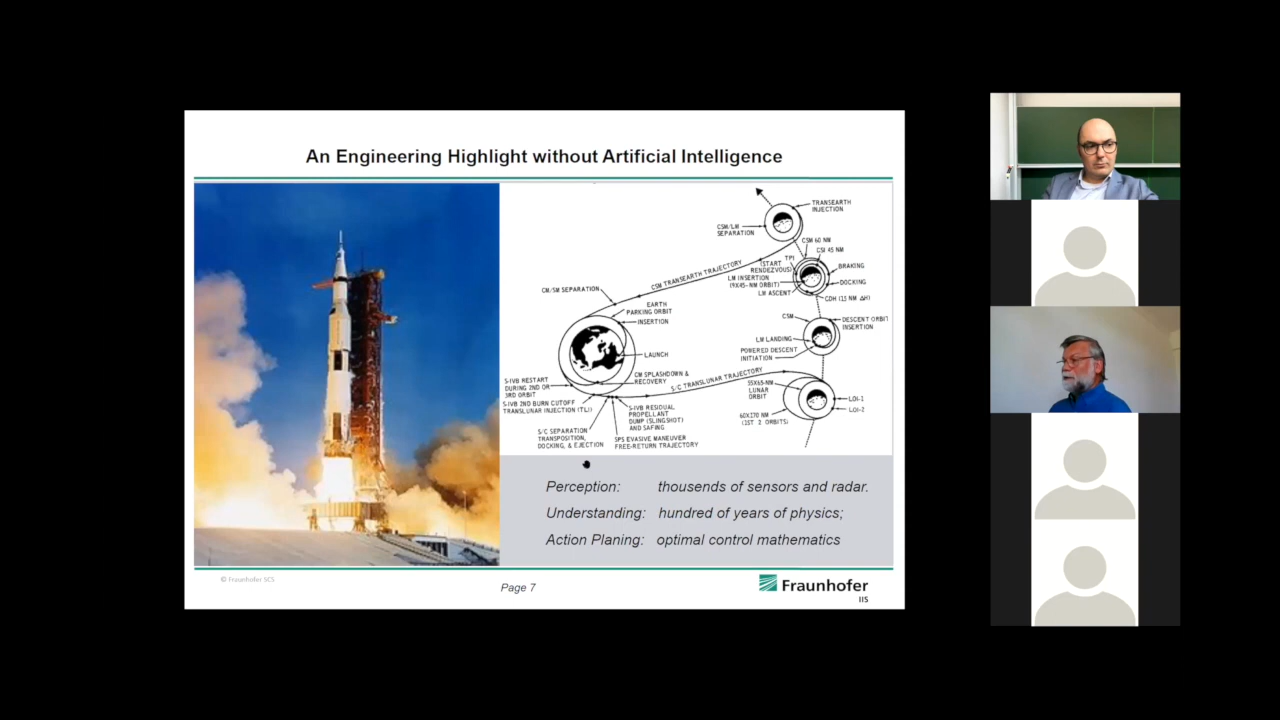 An Engineering Highlight without Artificial Intelligence
TRANSEARTH
INJECTION
CSM/LM
SEPARATION
CSM 60 NM
CSI 45 NM
TPI
(START
RENDEZVOUS)
BRAKING
LM INSERTION
(9X45-NM ORBIT)
DOCKING
LM ASCENT
CDH (15 NM ΔH)
CSM TRANSEARTH TRAJECTORY
CM/SM SEPARATION
EARTH
PARKING ORBIT
INSERTION
CSM
DESCENT ORBIT
INSERTION
LM LANDING
POWERED DESCENT
INITIATION
LAUNCH
CM SPLASHDOWN &
RECOVERY
S/C TRANSLUNAR TRAJECTORY
S-IVB RESTART
DURING 2ND OR
3RD ORBIT
S-IVB 2ND BURN CUTOFF
TRANSLUNAR INJECTION (TLI)
55X65-NM
LUNAR
ORBIT
LOI-1
LOI-2
60X170 NM
(1ST 2 ORBITS)
S-IVB RESIDUAL
PROPELLANT
DUMP (SLINGSHOT)
AND SAFING
S/C SEPARATION
TRANSPOSITION,
DOCKING, & EJECTION
SPS EVASIVE MANEUVER
FREE-RETURN TRAJECTORY
Perception: thousends of sensors and radar.
Understanding: hundred of years of physics;
Action Planing: optimal control mathematics
© Fraunhofer SCS
Page 7
Fraunhofer
IIS